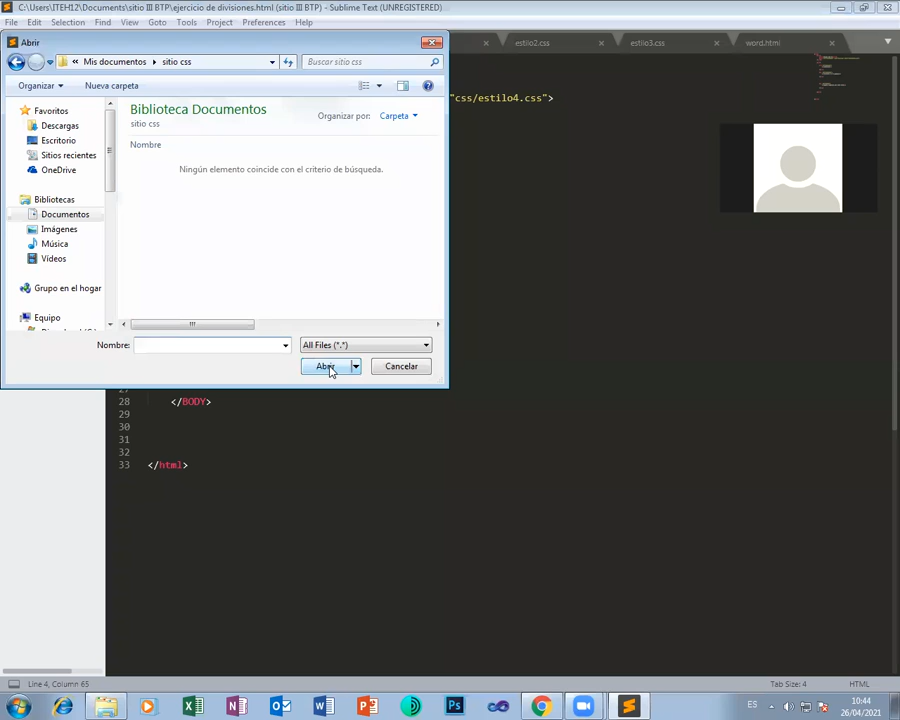 C:\Users\ITEH12\Documents\sitio III BTP\ejercicio de divisiones.html (sitio III BTP) - Sublime Text (UNREGISTERED)
File Edit Selection Find View Goto Tools Project Preferences Help
Abrir
estilo2.css estilo3.css word.html
« Mis documentos ▸ sitio css
Buscar sitio css
Organizar Nueva carpeta
"css/estilo4.css">
Favoritos
Descargas
Escritorio
Sitios recientes
OneDrive
Bibliotecas
Documentos
Imágenes
Música
Vídeos
Grupo en el hogar
Equipo
Biblioteca Documentos
sitio css
Organizar por: Carpeta
Nombre
Ningún elemento coincide con el criterio de búsqueda.
Nombre:
All Files (*.*)
Abrir Cancelar
27
28 </BODY>
29
30
31
32
33 </html>
Line 4, Column 65
Tab Size: 4 HTML
ES
10:44
26/04/2021